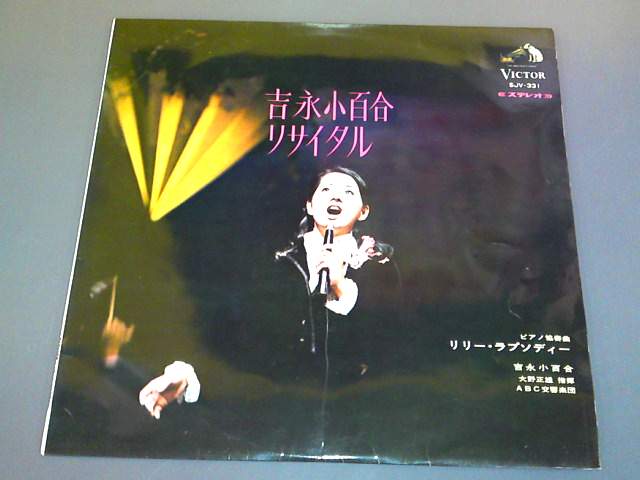 VICTOR
SJV-331
ステレオ
吉永小百合
リサイタル
ピアノ協奏曲
リリー・ラプソディー
吉永小百合
大野正雄 指揮
ABC交響楽団